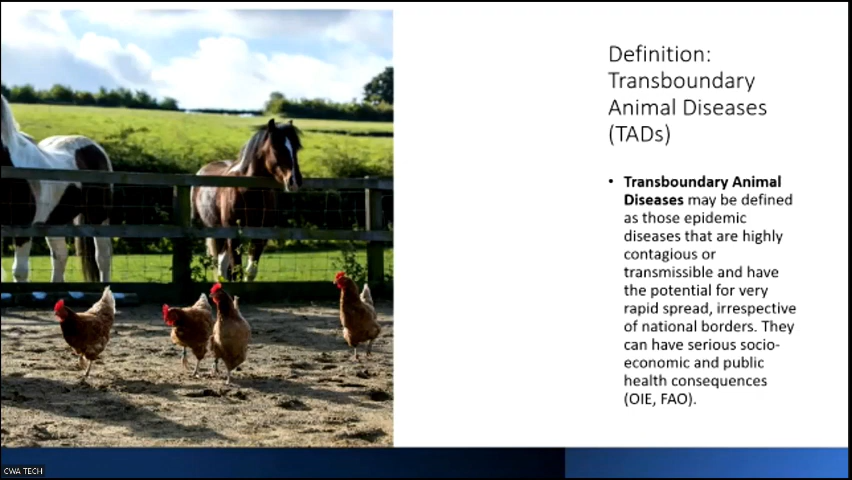 Definition:
Transboundary
Animal Diseases
(TADs)
• Transboundary Animal
Diseases may be defined
as those epidemic
diseases that are highly
contagious or
transmissible and have
the potential for very
rapid spread, irrespective
of national borders. They
can have serious socio-
economic and public
health consequences
(OIE, FAO).
CWA TECH